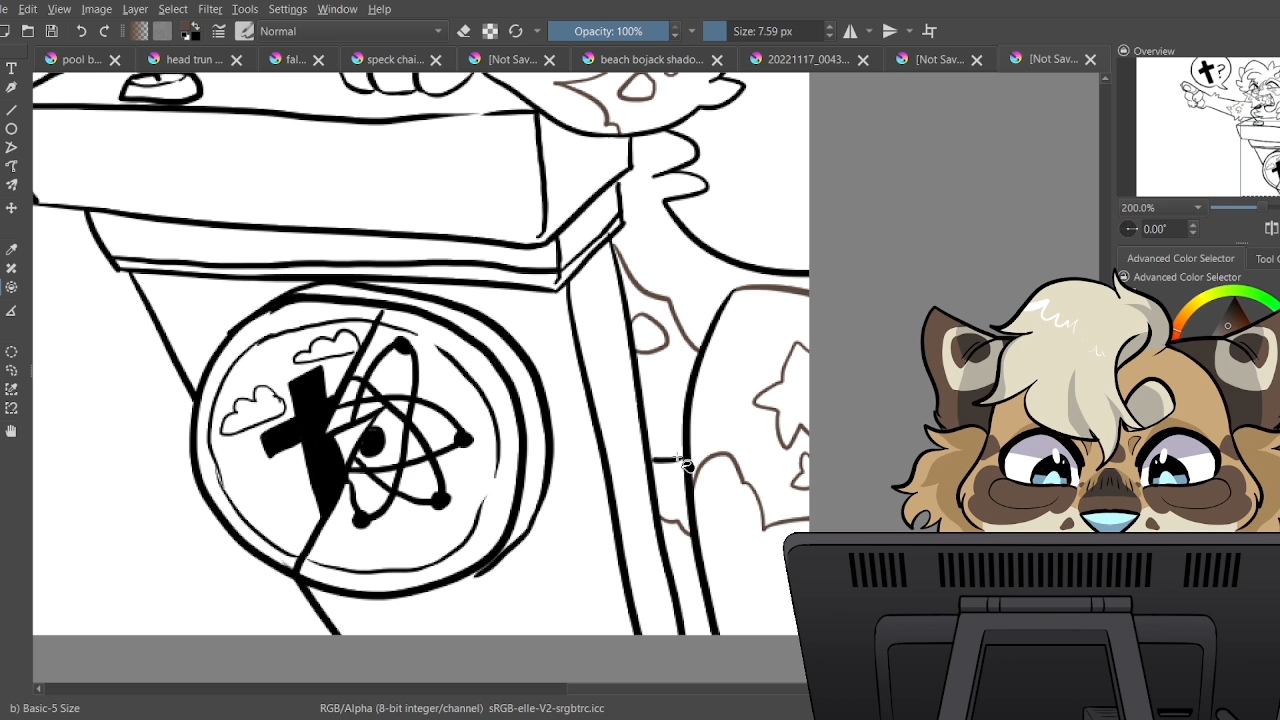 le Edit View Image Layer Select Filter Tools Settings Window Help
Normal Opacity: 100% Size: 7.59 px
pool b... head trun ... fal... speck chai... [Not Sav... beach bojack shado... 20221117_0043... [Not Sav... [Not Sav...
Overview
?
200.0%
0.00°
Advanced Color Selector Tool O
Advanced Color Selector
b) Basic-5 Size RGB/Alpha (8-bit integer/channel) sRGB-elle-V2-srgbtrc.icc